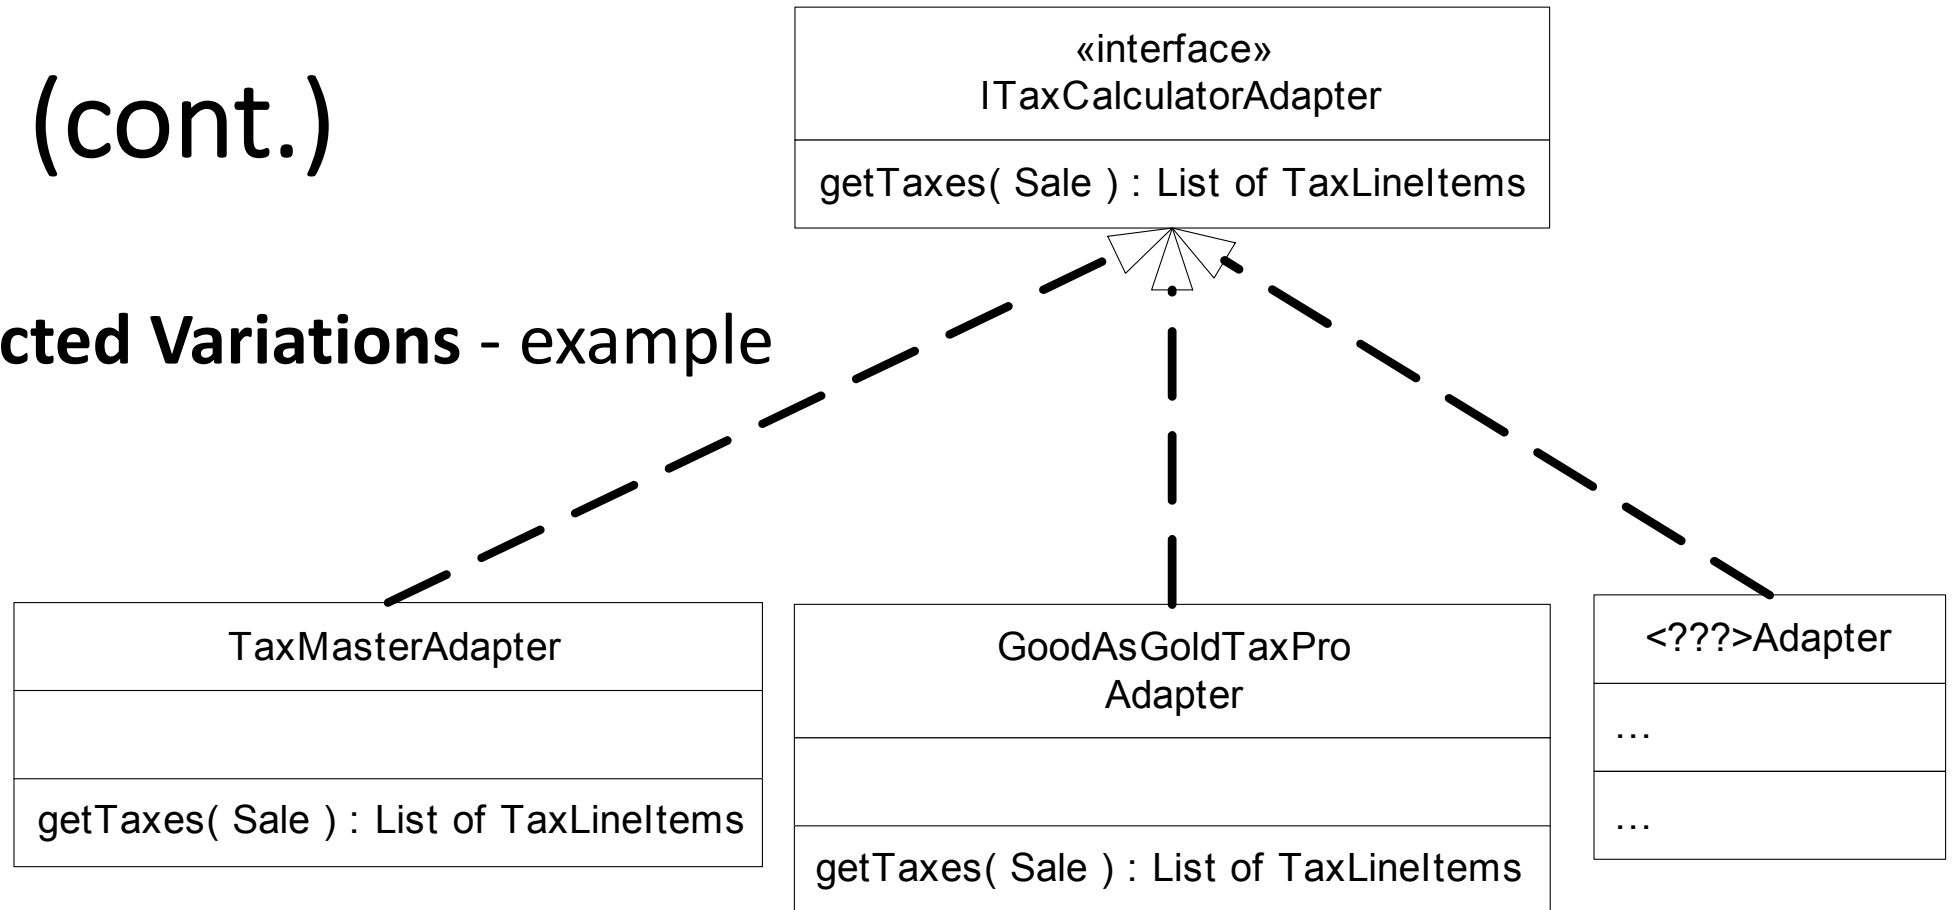 (cont.)
cted Variations - example
«interface»
ITaxCalculatorAdapter
getTaxes( Sale ) : List of TaxLineItems
TaxMasterAdapter
getTaxes( Sale ) : List of TaxLineItems
GoodAsGoldTaxPro
Adapter
getTaxes( Sale ) : List of TaxLineItems
<???>Adapter
...
...